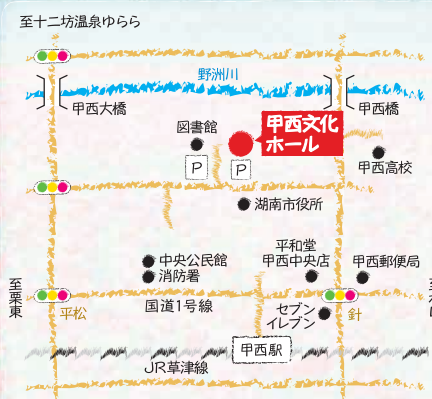 至十二坊温泉ゆらら
野洲川
甲西大橋
甲西橋
図書館
甲西文化
ホール
P
P
甲西高校
湖南市役所
中央公民館
消防署
平和堂
甲西中央店
甲西郵便局
至栗東
国道1号線
平松
セブン
イレブン
針
甲西駅
JR草津線